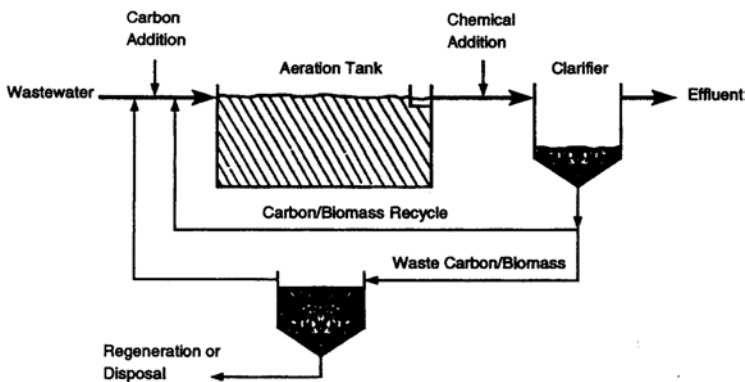 Carbon
Addition
Chemical
Addition
Aeration Tank
Clarifier
Wastewater
Effluent
Carbon/Biomass Recycle
Waste Carbon/Biomass
Regeneration or
Disposal